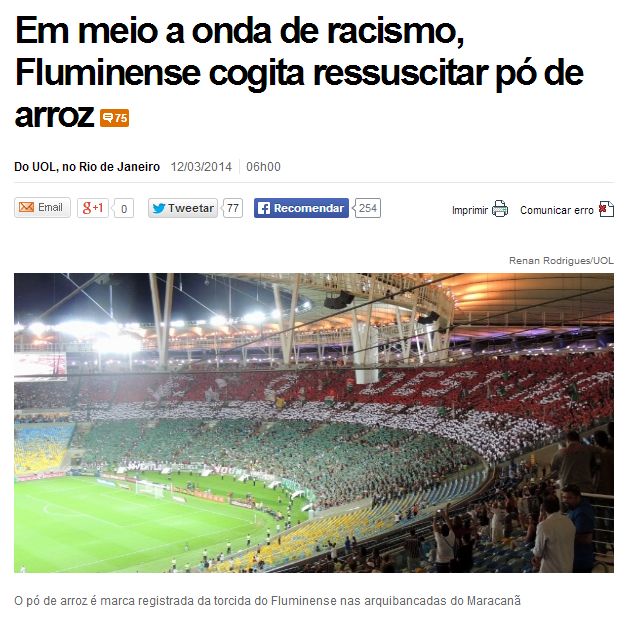 Em meio a onda de racismo,
Fluminense cogita ressuscitar pó de
arroz 75
Do UOL, no Rio de Janeiro 12/03/2014 06h00
Email g+1 0 Tweetar 77 Recomendar 254 Imprimir Comunicar erro
Renan Rodrigues/UOL
O pó de arroz é marca registrada da torcida do Fluminense nas arquibancadas do Maracanã